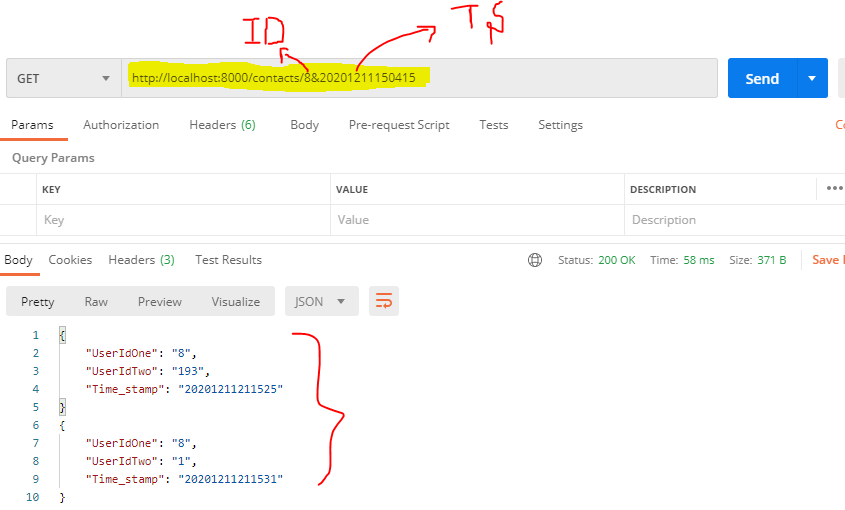 ID TS
GET http://localhost:8000/contacts/8&20201211150415 Send
Params Authorization Headers (6) Body Pre-request Script Tests Settings
Query Params
KEY VALUE DESCRIPTION •••
Key Value Description
Body Cookies Headers (3) Test Results Status: 200 OK Time: 58 ms Size: 371 B Save
Pretty Raw Preview Visualize JSON
1 {
2 "UserIdOne": "8",
3 "UserIdTwo": "193",
4 "Time_stamp": "20201211211525"
5 }
6 {
7 "UserIdOne": "8",
8 "UserIdTwo": "1",
9 "Time_stamp": "20201211211531"
10 }